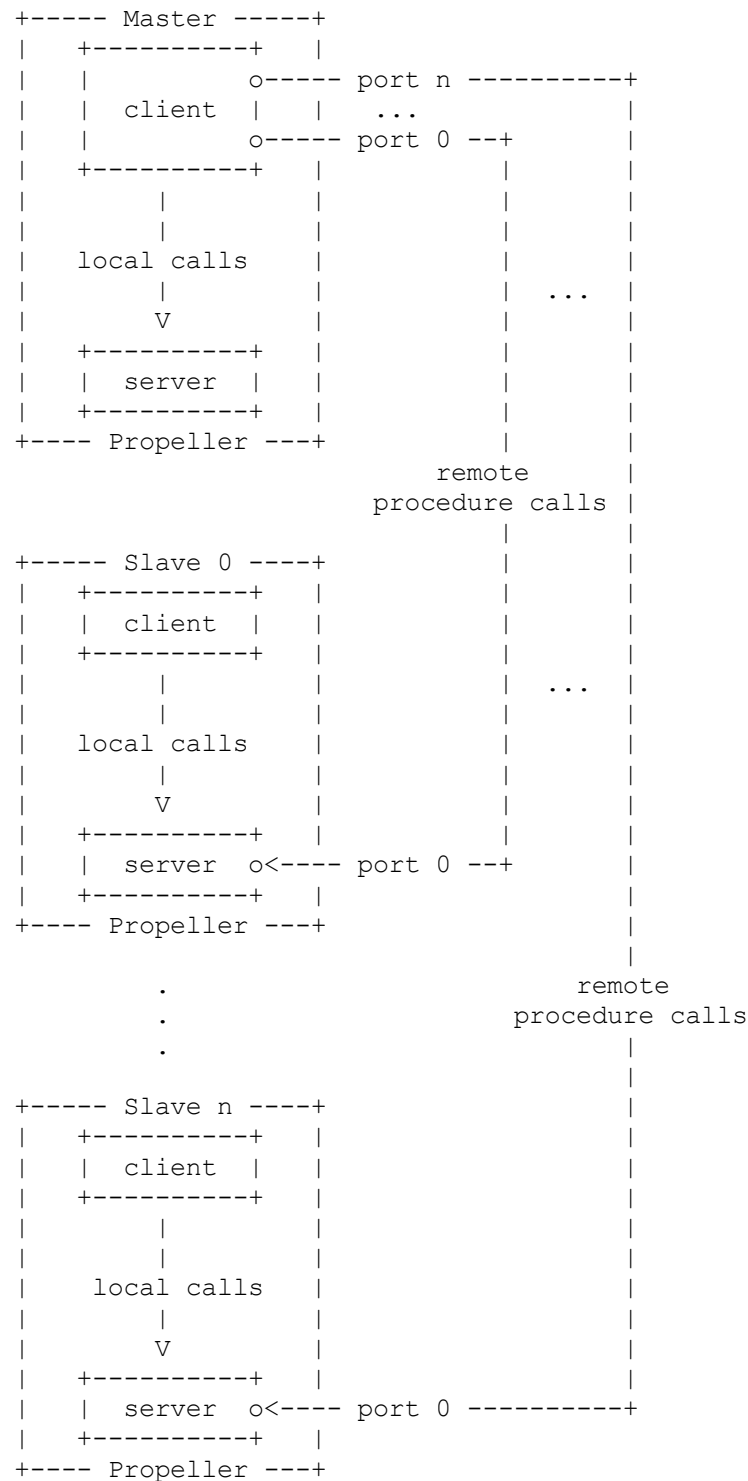 +----- Master -----+
|   +----------+   |
|   |          o----- port n ----------+
|   |  client  |   |   ...             |
|   |          o----- port 0 --+       |
|   +----------+   |           |       |
|        |         |           |       |
|        |         |           |       |
|   local calls    |           |       |
|        |         |           |  ...  |
|        V         |           |       |
|   +----------+   |           |       |
|   |  server  |   |           |       |
|   +----------+   |           |       |
+---- Propeller ---+           |       |
                           remote      |
                       procedure calls |
                               |       |
+----- Slave 0 ----+           |       |
|   +----------+   |           |       |
|   |  client  |   |           |       |
|   +----------+   |           |       |
|        |         |           |  ...  |
|        |         |           |       |
|   local calls    |           |       |
|        |         |           |       |
|        V         |           |       |
|   +----------+   |           |       |
|   |  server  o<---- port 0 --+       |
|   +----------+   |                   |
+---- Propeller ---+                   |
                                       |
         .                          remote
         .                      procedure calls
         .                             |
                                       |
+----- Slave n ----+                   |
|   +----------+   |                   |
|   |  client  |   |                   |
|   +----------+   |                   |
|        |         |                   |
|        |         |                   |
|    local calls   |                   |
|        |         |                   |
|        V         |                   |
|   +----------+   |                   |
|   |  server  o<---- port 0 ----------+
|   +----------+   |
+---- Propeller ---+